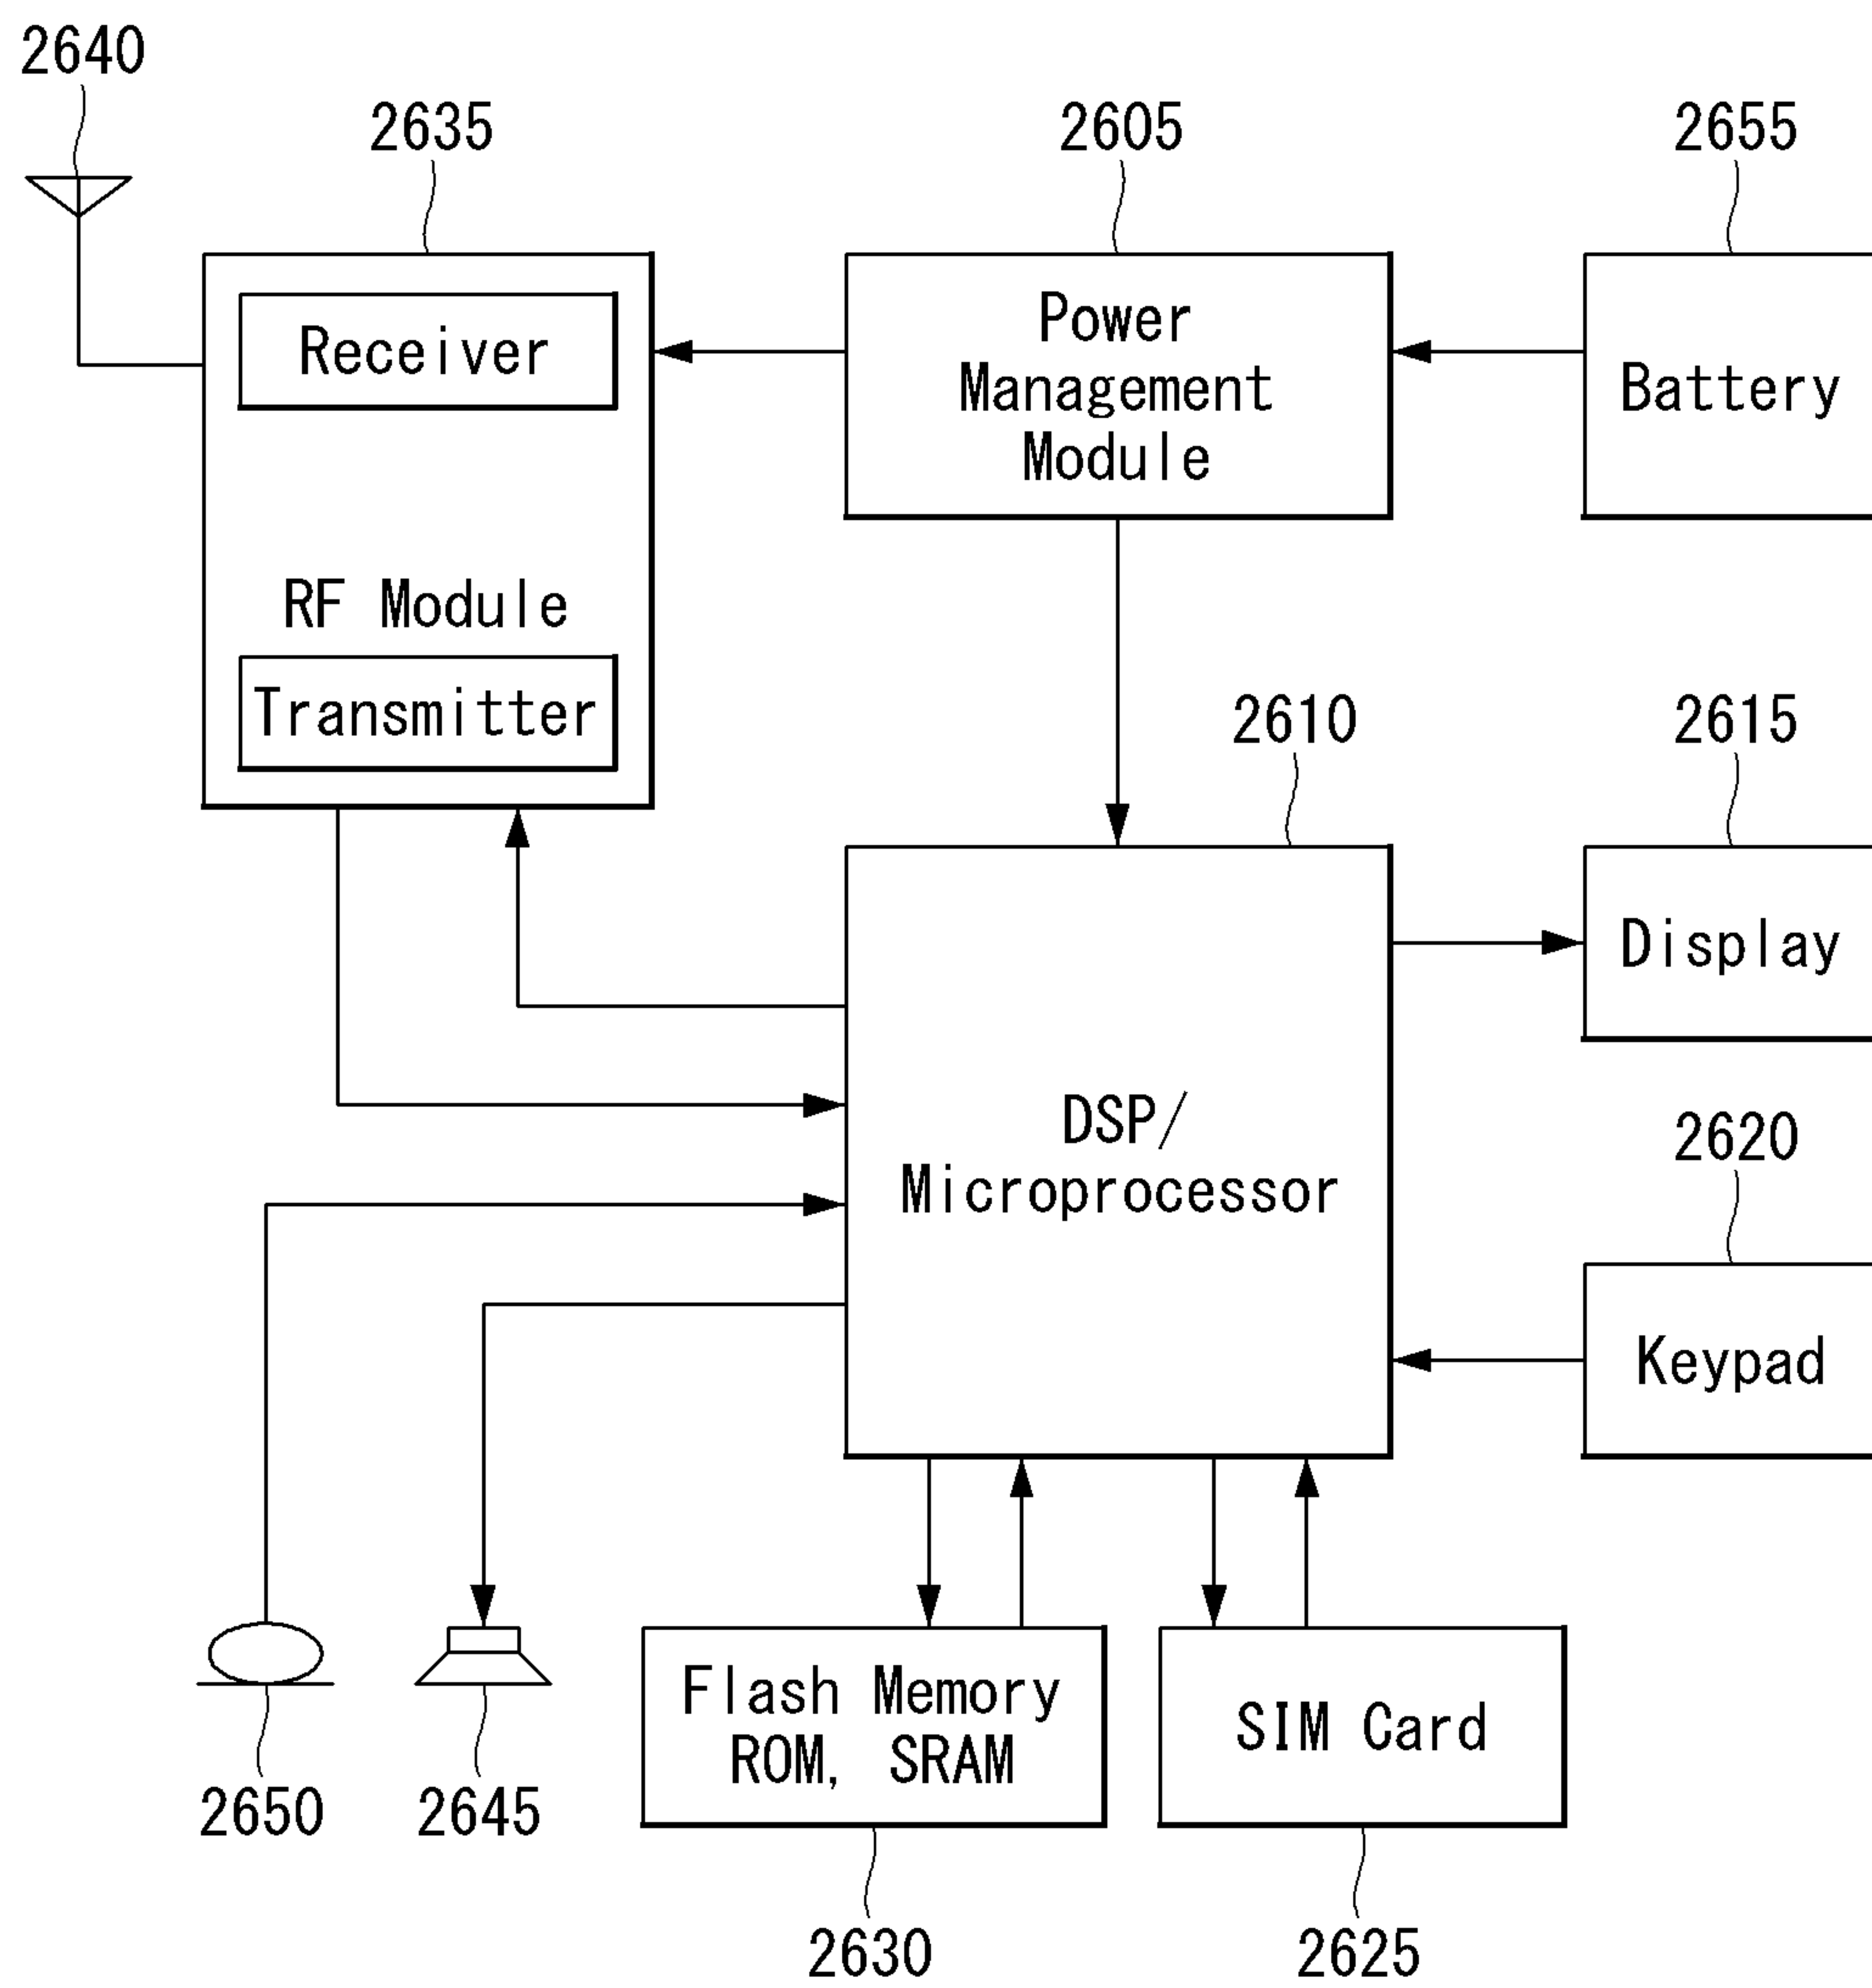 2640
2635
2605
2655
Receiver
RF Module
Transmitter
Power
Management
Module
Battery
2610
2615
DSP/
Microprocessor
Display
2620
Keypad
Flash Memory
ROM, SRAM
SIM Card
2650
2645
2630
2625